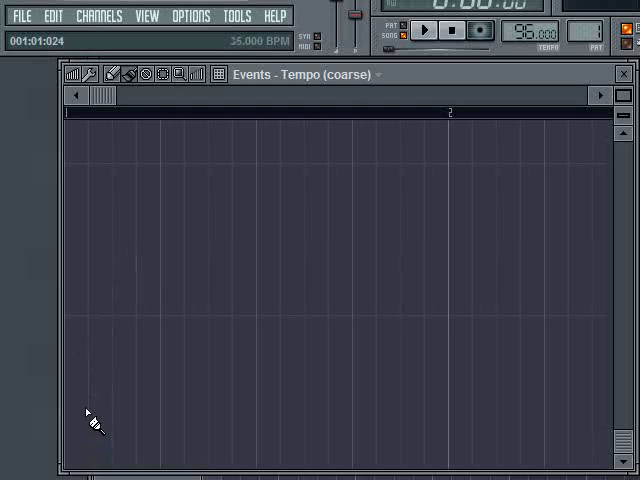 FILE EDIT CHANNELS VIEW OPTIONS TOOLS HELP
001:01:024 35.000 BPM
SYN
MIDI
PAT
SONG
96.000
TEMPO
1
PAT
Events - Tempo (coarse)
2